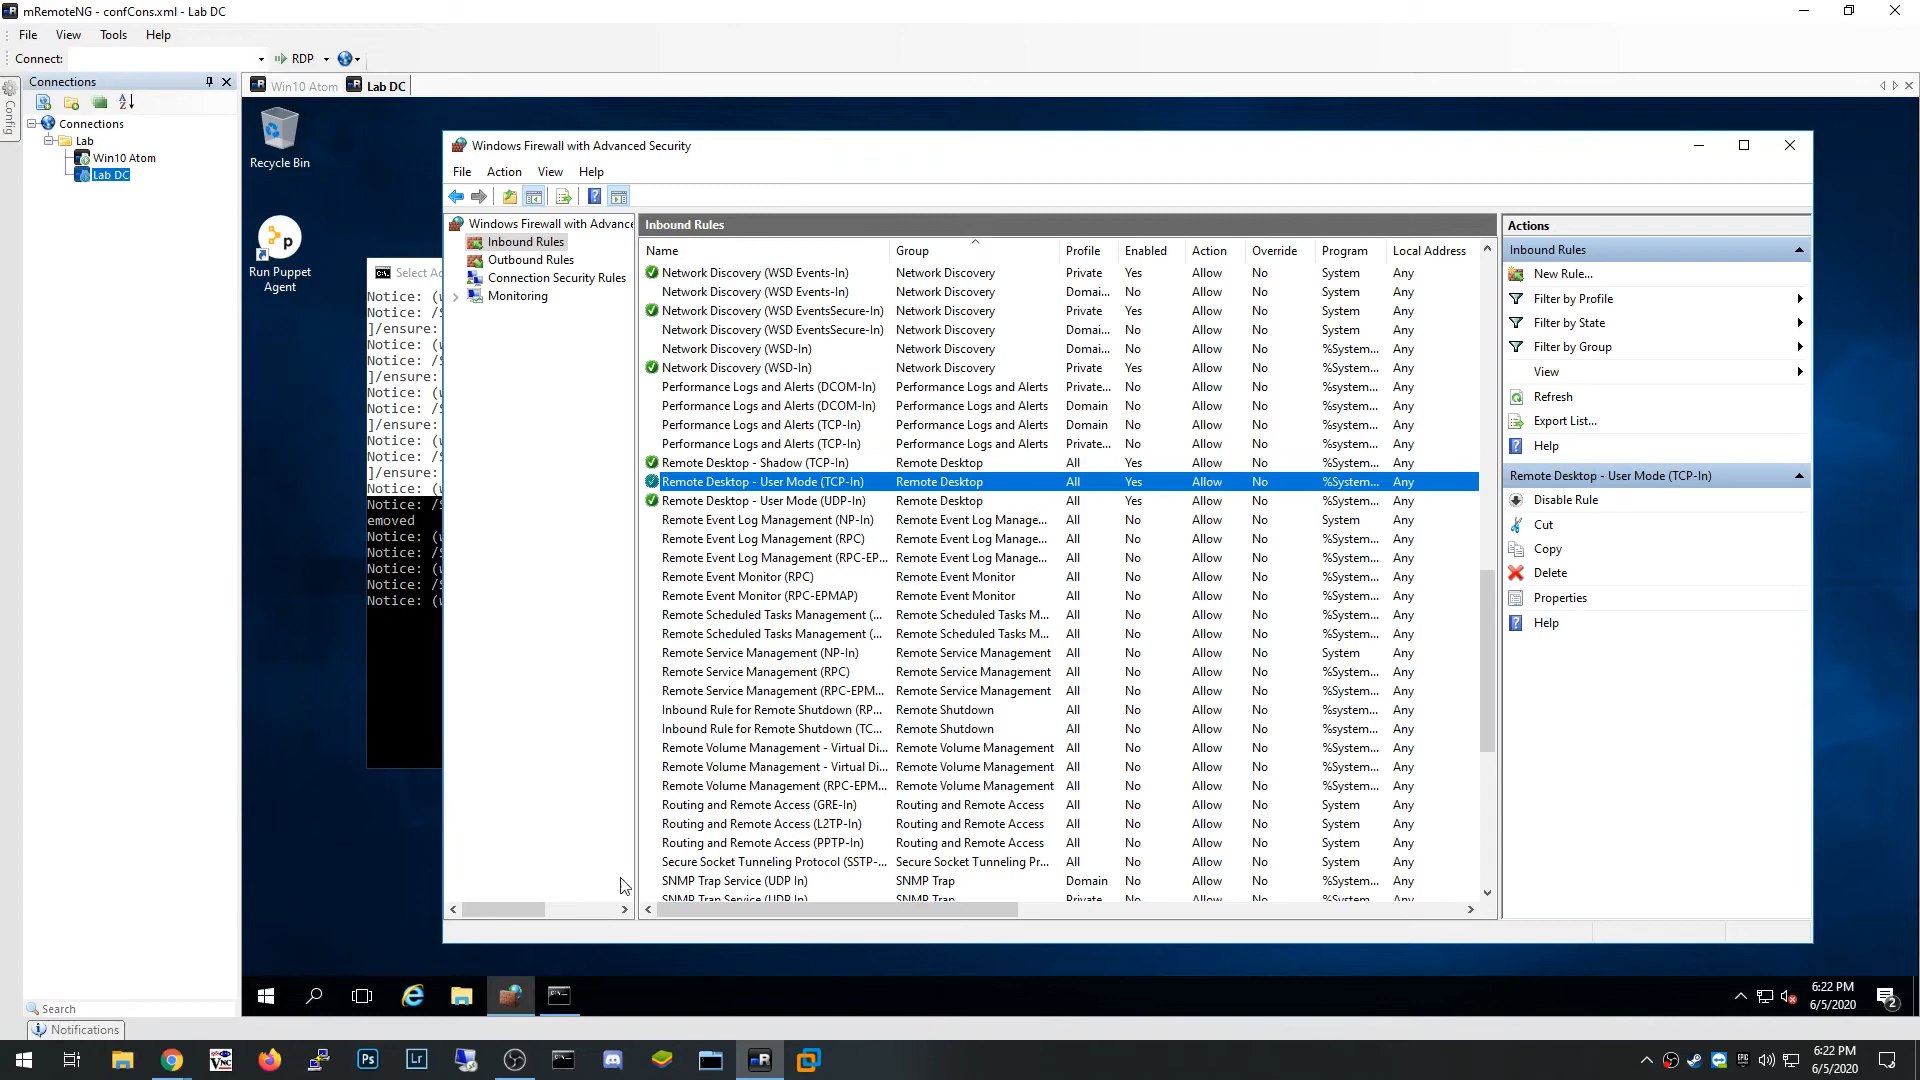 mRemoteNG - confCons.xml - Lab DC
File View Tools Help
Connect: RDP
Connections
Config
Connections
Lab
Win10 Atom
Lab DC
Search
Notifications
Win10 Atom Lab DC
Recycle Bin
Run Puppet
Agent
Select Ad
Notice: (w
Notice: /S
]/ensure:
Notice: (w
Notice: /S
]/ensure:
Notice: (w
Notice: /S
]/ensure:
Notice: (w
Notice: /S
]/ensure:
Notice: (w
Notice: /S
emoved
Notice: (w
Notice: /S
Notice: (w
Notice: /S
Notice: (w
Windows Firewall with Advanced Security
File Action View Help
Windows Firewall with Advance
Inbound Rules
Outbound Rules
Connection Security Rules
Monitoring
Inbound Rules
Name Group Profile Enabled Action Override Program Local Address
Network Discovery (WSD Events-In) Network Discovery Private Yes Allow No System Any
Network Discovery (WSD Events-In) Network Discovery Domai... No Allow No System Any
Network Discovery (WSD EventsSecure-In) Network Discovery Private Yes Allow No System Any
Network Discovery (WSD EventsSecure-In) Network Discovery Domai... No Allow No System Any
Network Discovery (WSD-In) Network Discovery Domai... No Allow No %System... Any
Network Discovery (WSD-In) Network Discovery Private Yes Allow No %System... Any
Performance Logs and Alerts (DCOM-In) Performance Logs and Alerts Private... No Allow No %system... Any
Performance Logs and Alerts (DCOM-In) Performance Logs and Alerts Domain No Allow No %system... Any
Performance Logs and Alerts (TCP-In) Performance Logs and Alerts Domain No Allow No %system... Any
Performance Logs and Alerts (TCP-In) Performance Logs and Alerts Private... No Allow No %system... Any
Remote Desktop - Shadow (TCP-In) Remote Desktop All Yes Allow No %System... Any
Remote Desktop - User Mode (TCP-In) Remote Desktop All Yes Allow No %System... Any
Remote Desktop - User Mode (UDP-In) Remote Desktop All Yes Allow No %System... Any
Remote Event Log Management (NP-In) Remote Event Log Manage... All No Allow No System Any
Remote Event Log Management (RPC) Remote Event Log Manage... All No Allow No %System... Any
Remote Event Log Management (RPC-EP... Remote Event Log Manage... All No Allow No %System... Any
Remote Event Monitor (RPC) Remote Event Monitor All No Allow No %System... Any
Remote Event Monitor (RPC-EPMAP) Remote Event Monitor All No Allow No %System... Any
Remote Scheduled Tasks Management (... Remote Scheduled Tasks M... All No Allow No %System... Any
Remote Scheduled Tasks Management (... Remote Scheduled Tasks M... All No Allow No %System... Any
Remote Service Management (NP-In) Remote Service Management All No Allow No System Any
Remote Service Management (RPC) Remote Service Management All No Allow No %System... Any
Remote Service Management (RPC-EPM... Remote Service Management All No Allow No %System... Any
Inbound Rule for Remote Shutdown (RP... Remote Shutdown All No Allow No %system... Any
Inbound Rule for Remote Shutdown (TC... Remote Shutdown All No Allow No %system... Any
Remote Volume Management - Virtual Di... Remote Volume Management All No Allow No %System... Any
Remote Volume Management - Virtual Di... Remote Volume Management All No Allow No %System... Any
Remote Volume Management (RPC-EPM... Remote Volume Management All No Allow No %System... Any
Routing and Remote Access (GRE-In) Routing and Remote Access All No Allow No System Any
Routing and Remote Access (L2TP-In) Routing and Remote Access All No Allow No System Any
Routing and Remote Access (PPTP-In) Routing and Remote Access All No Allow No System Any
Secure Socket Tunneling Protocol (SSTP-... Secure Socket Tunneling Pr... All No Allow No System Any
SNMP Trap Service (UDP In) SNMP Trap Domain No Allow No %System... Any
SNMP Trap Service (UDP In) SNMP Trap Private No Allow No %System... Any
Actions
Inbound Rules
New Rule...
Filter by Profile
Filter by State
Filter by Group
View
Refresh
Export List...
Help
Remote Desktop - User Mode (TCP-In)
Disable Rule
Cut
Copy
Delete
Properties
Help
6:22 PM
6/5/2020
2
6:22 PM
6/5/2020